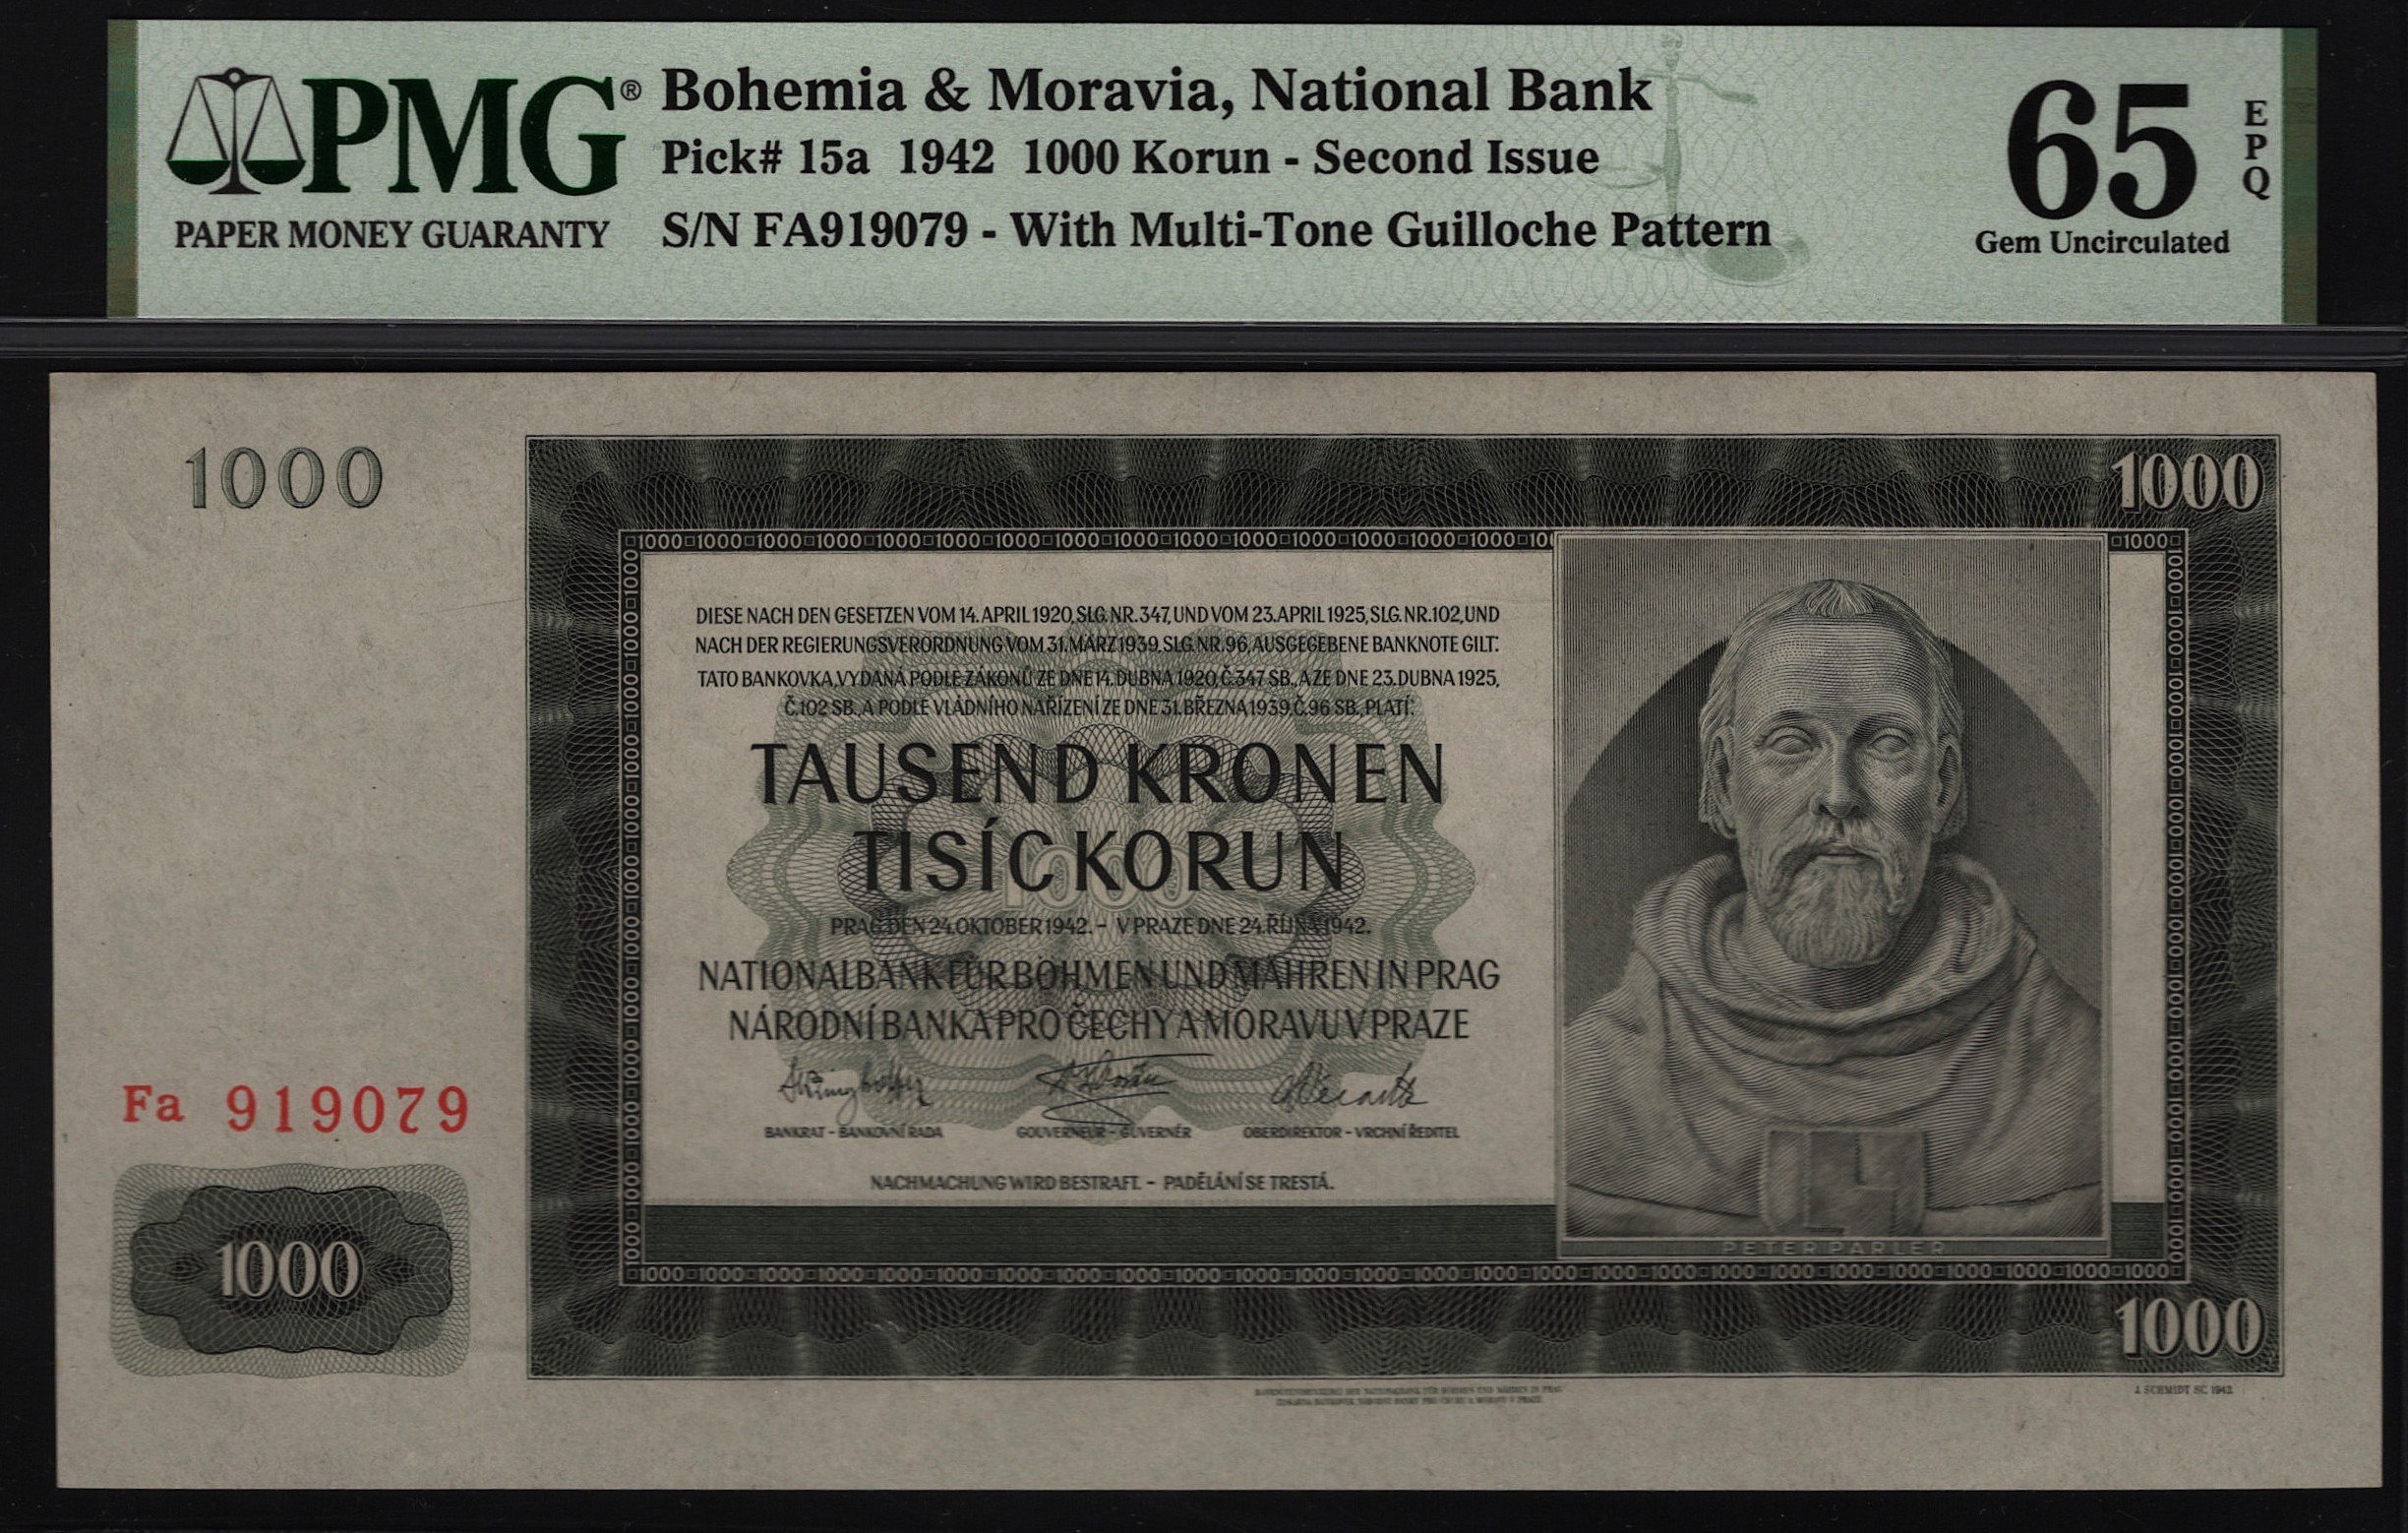 PMG®
PAPER MONEY GUARANTY
Bohemia & Moravia, National Bank
Pick# 15a 1942 1000 Korun - Second Issue
S/N FA919079 - With Multi-Tone Guilloche Pattern
65
EPQ
Gem Uncirculated
1000
1000
DIESE NACH DEN GESETZEN VOM 14. APRIL 1920, SLG. NR. 347, UND VOM 23. APRIL 1925, SLG. NR. 102, UND
NACH DER REGIERUNGSVERORDNUNG VOM 31. MÄRZ 1939, SLG. NR. 96, AUSGEGEBENE BANKNOTE GILT:
TATO BANKOVKA, VYDANÁ PODLE ZÁKONŮ ZE DNE 14. DUBNA 1920, Č. 347 SB., A ZE DNE 23. DUBNA 1925,
Č. 102 SB., A PODLE VLÁDNÍHO NAŘÍZENÍ ZE DNE 31. BŘEZNA 1939, Č. 96 SB., PLATÍ:
TAUSEND KRONEN
TISÍC KORUN
1000
PRAG, DEN 24. OKTOBER 1942. - V PRAZE DNE 24. ŘÍJNA 1942.
NATIONALBANK FÜR BÖHMEN UND MÄHREN IN PRAG
NÁRODNÍ BANKA PRO ČECHY A MORAVU V PRAZE
BANKRAT - BANKOVNÍ RADA
GOUVERNEUR - GUVERNÉR
OBERDIREKTOR - VRCHNÍ ŘEDITEL
NACHMACHUNG WIRD BESTRAFT. - PADĚLÁNÍ SE TRESTÁ.
Fa 919079
1000
PETER PARLER
1000
J. SCHMIDT SC. 1942.